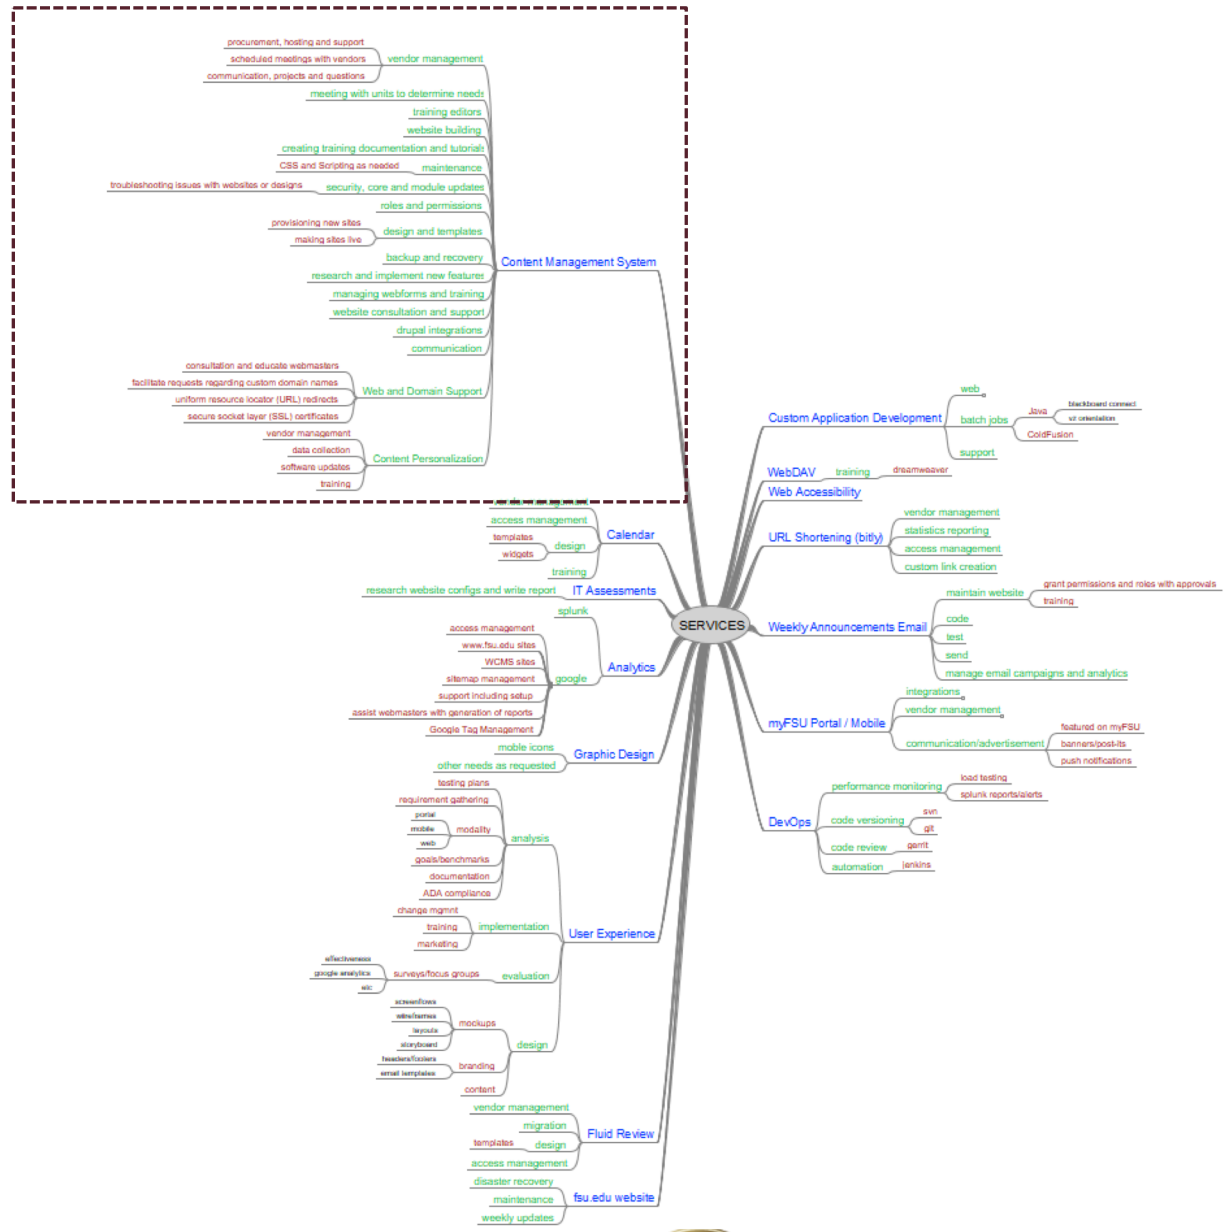 procurement, hosting and support
scheduled meetings with vendors
communication, projects and questions
vendor management
meeting with units to determine needs
training editors
website building
creating training documentation and tutorials
CSS and Scripting as needed
maintenance
troubleshooting issues with websites or designs
security, core and module updates
roles and permissions
provisioning new sites
making sites live
design and templates
backup and recovery
research and implement new features
managing webforms and training
website consultation and support
drupal integrations
communication
Content Management System
consultation and educate webmasters
facilitate requests regarding custom domain names
uniform resource locator (URL) redirects
secure socket layer (SSL) certificates
Web and Domain Support
vendor management
data collection
software updates
training
Content Personalization
vendor management
access management
templates
widgets
design
training
Calendar
research website configs and write report
IT Assessments
splunk
access management
www.fsu.edu sites
WCMS sites
sitemap management
support including setup
assist webmasters with generation of reports
Google Tag Management
google
Analytics
moble icons
other needs as requested
Graphic Design
testing plans
requirement gathering
portal
mobile
web
modality
goals/benchmarks
documentation
ADA compliance
analysis
change mgmnt
training
marketing
implementation
effectiveness
google analytics
etc
surveys/focus groups
evaluation
screenflows
wireframes
layouts
storyboard
mockups
headers/footers
email templates
branding
content
design
User Experience
vendor management
migration
templates
design
access management
Fluid Review
disaster recovery
maintenance
weekly updates
fsu.edu website
SERVICES
Custom Application Development
web
batch jobs
Java
blackboard connect
vz orientation
ColdFusion
support
WebDAV
training
dreamweaver
Web Accessibility
URL Shortening (bitly)
vendor management
statistics reporting
access management
custom link creation
Weekly Announcements Email
maintain website
grant permissions and roles with approvals
training
code
test
send
manage email campaigns and analytics
myFSU Portal / Mobile
integrations
vendor management
communication/advertisement
featured on myFSU
banners/post-its
push notifications
DevOps
performance monitoring
load testing
splunk reports/alerts
code versioning
svn
git
code review
gerrit
automation
jenkins